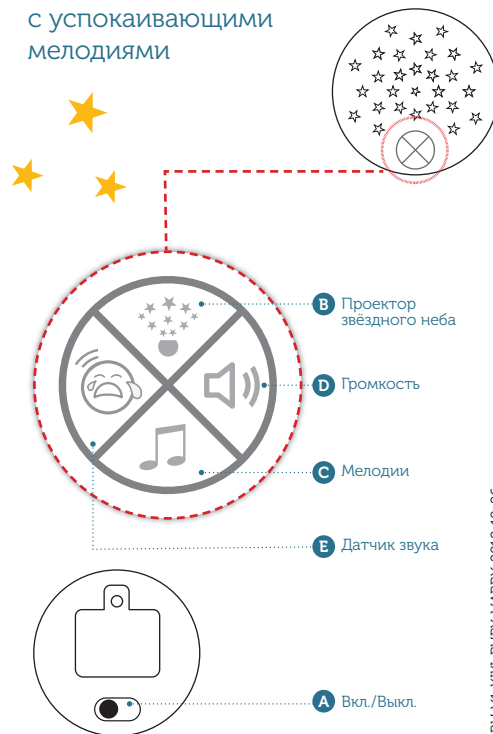 с успокаивающими
мелодиями
B Проектор
звёздного неба
D Громкость
C Мелодии
E Датчик звука
A Вкл./Выкл.